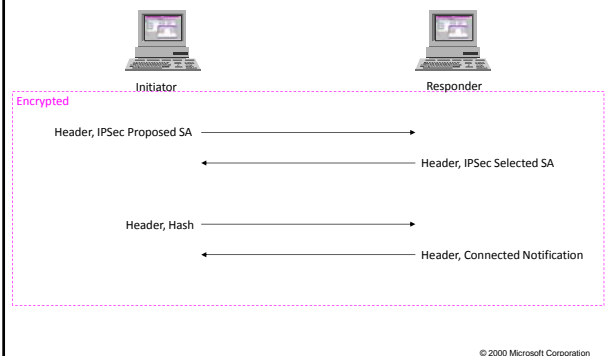 Initiator
Responder
Encrypted
Header, IPSec Proposed SA
Header, IPSec Selected SA
Header, Hash
Header, Connected Notification
© 2000 Microsoft Corporation